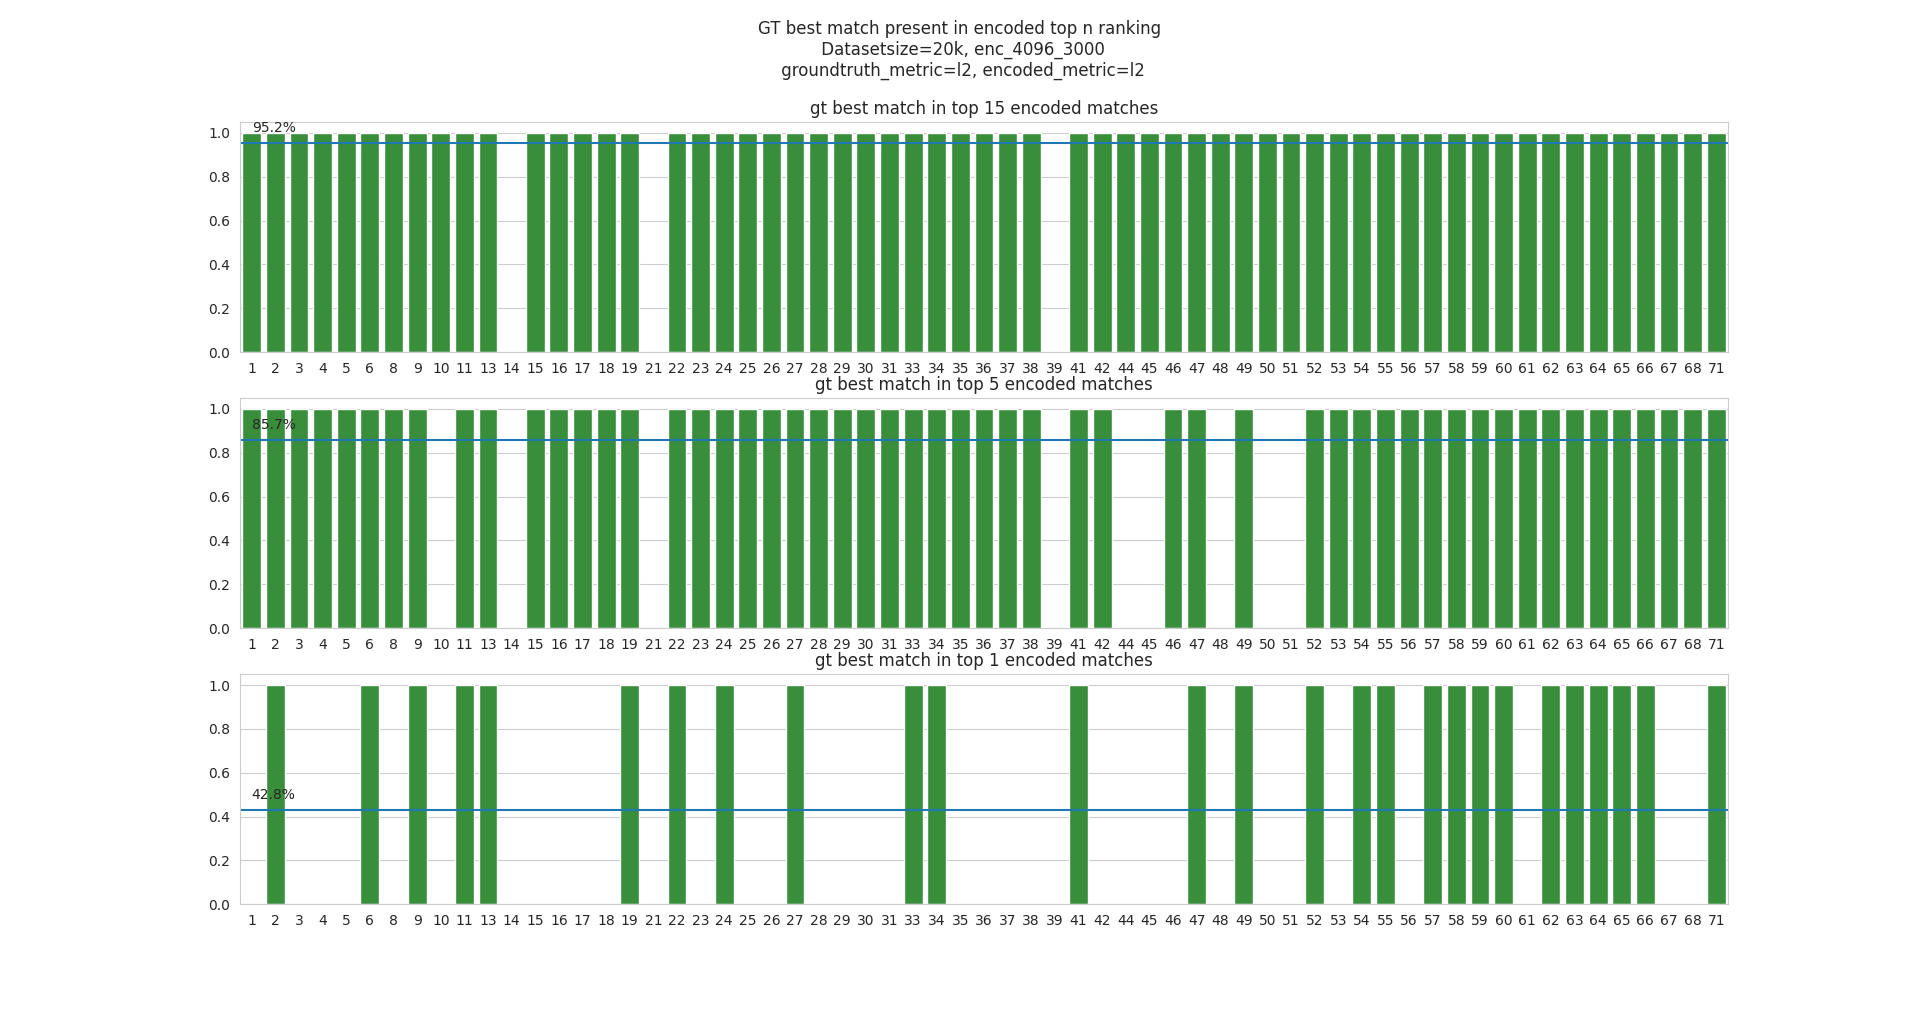 GT best match present in encoded top n ranking
Datasetsize=20k, enc_4096_3000
groundtruth_metric=l2, encoded_metric=l2
gt best match in top 15 encoded matches
95.2%
1.0
0.8
0.6
0.4
0.2
0.0
1 2 3 4 5 6 8 9 10 11 13 14 15 16 17 18 19 21 22 23 24 25 26 27 28 29 30 31 33 34 35 36 37 38 39 41 42 44 45 46 47 48 49 50 51 52 53 54 55 56 57 58 59 60 61 62 63 64 65 66 67 68 71
gt best match in top 5 encoded matches
1.0
85.7%
0.8
0.6
0.4
0.2
0.0
1 2 3 4 5 6 8 9 10 11 13 14 15 16 17 18 19 21 22 23 24 25 26 27 28 29 30 31 33 34 35 36 37 38 39 41 42 44 45 46 47 48 49 50 51 52 53 54 55 56 57 58 59 60 61 62 63 64 65 66 67 68 71
gt best match in top 1 encoded matches
1.0
0.8
0.6
42.8%
0.4
0.2
0.0
1 2 3 4 5 6 8 9 10 11 13 14 15 16 17 18 19 21 22 23 24 25 26 27 28 29 30 31 33 34 35 36 37 38 39 41 42 44 45 46 47 48 49 50 51 52 53 54 55 56 57 58 59 60 61 62 63 64 65 66 67 68 71